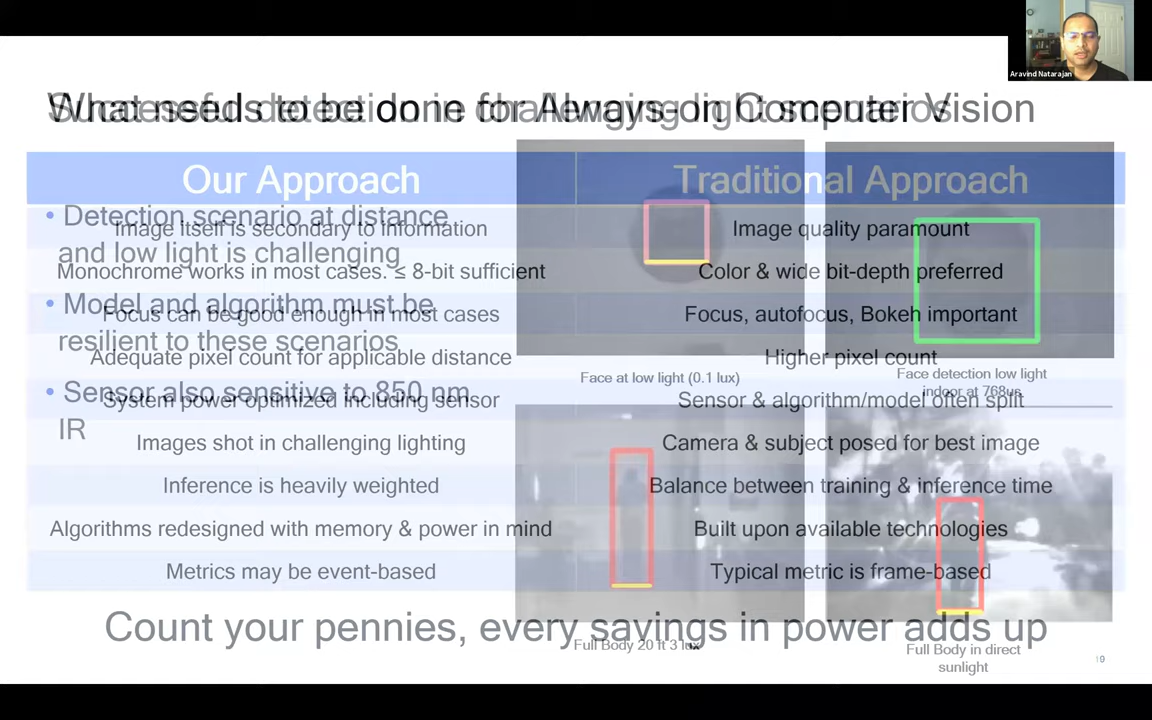 Aravind Natarajan
What needs to be done for Always-on Computer Vision
Successful detection in challenging light scenarios
Our Approach
Traditional Approach
Image itself is secondary to information
Image quality paramount
Monochrome works in most cases. ≤ 8-bit sufficient
Color & wide bit-depth preferred
Focus can be good enough in most cases
Focus, autofocus, Bokeh important
Adequate pixel count for applicable distance
Higher pixel count
System power optimized including sensor
Sensor & algorithm/model often split
Images shot in challenging lighting
Camera & subject posed for best image
Inference is heavily weighted
Balance between training & inference time
Algorithms redesigned with memory & power in mind
Built upon available technologies
Metrics may be event-based
Typical metric is frame-based
Count your pennies, every savings in power adds up
• Detection scenario at distance
and low light is challenging
• Model and algorithm must be
resilient to these scenarios
• Sensor also sensitive to 850 nm
IR
Face at low light (0.1 lux)
Face detection low light
indoor at 768us
Full Body 20 ft 3 lux
Full Body in direct
sunlight